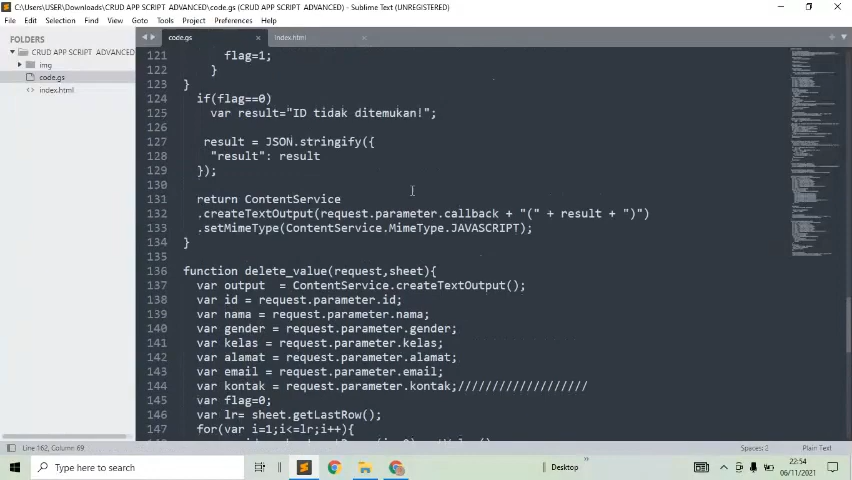 C:\Users\USER\Downloads\CRUD APP SCRIPT ADVANCED\code.gs (CRUD APP SCRIPT ADVANCED) - Sublime Text (UNREGISTERED)
File Edit Selection Find View Goto Tools Project Preferences Help
FOLDERS
CRUD APP SCRIPT ADVANCED
img
code.gs
index.html
code.gs × index.html ×
121 flag=1;
122 }
123 }
124 if(flag==0)
125 var result="ID tidak ditemukan!";
126
127 result = JSON.stringify({
128 "result": result
129 });
130
131 return ContentService
132 .createTextOutput(request.parameter.callback + "(" + result + ")")
133 .setMimeType(ContentService.MimeType.JAVASCRIPT);
134 }
135
136 function delete_value(request,sheet){
137 var output  = ContentService.createTextOutput();
138 var id = request.parameter.id;
139 var nama = request.parameter.nama;
140 var gender = request.parameter.gender;
141 var kelas = request.parameter.kelas;
142 var alamat = request.parameter.alamat;
143 var email = request.parameter.email;
144 var kontak = request.parameter.kontak;///////////////////
145 var flag=0;
146 var lr= sheet.getLastRow();
147 for(var i=1;i<=lr;i++){
Line 162, Column 69
Spaces: 2 Plain Text
Type here to search
Desktop
22:54
06/11/2021